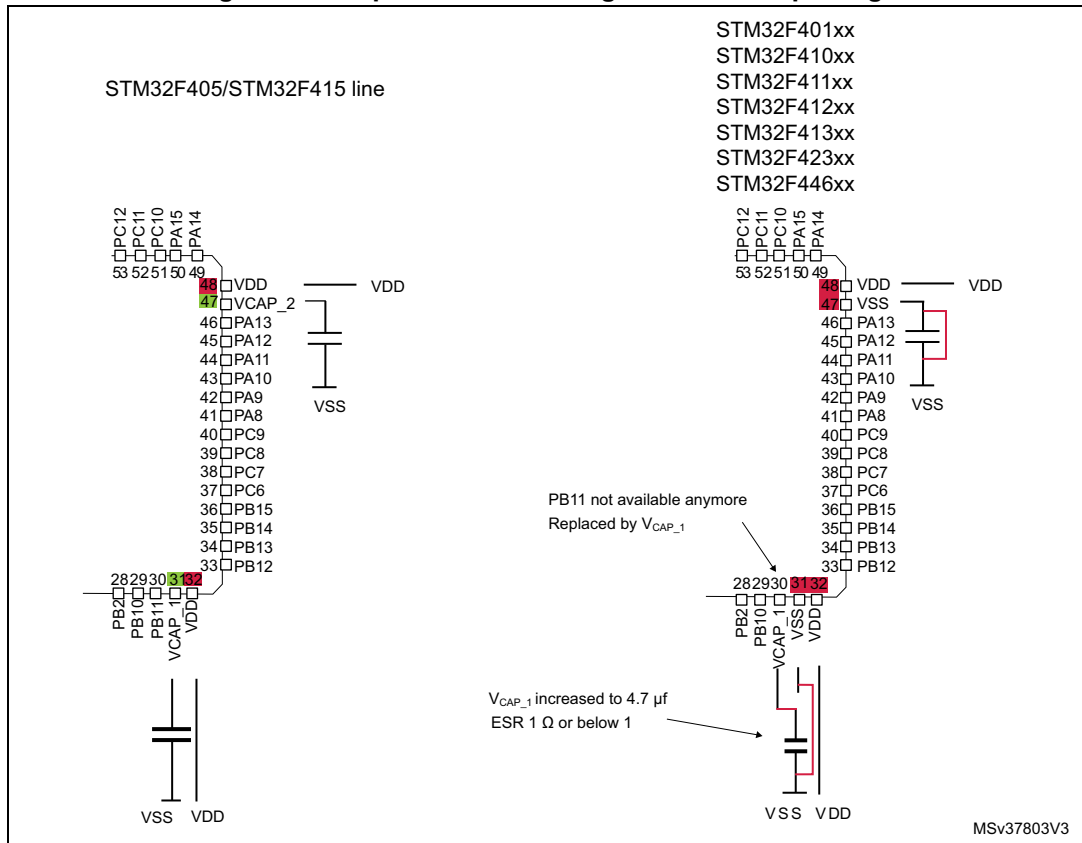 STM32F405/STM32F415 line
PC12
PC11
PC10
PA15
PA14
53 52 51 50 49
48 VDD
VDD
47 VCAP_2
46 PA13
45 PA12
44 PA11
43 PA10
42 PA9
41 PA8
40 PC9
39 PC8
38 PC7
37 PC6
36 PB15
35 PB14
34 PB13
33 PB12
VSS
28 29 30 31 32
PB2
PB10
PB11
VCAP_1
VDD
VSS VDD
STM32F401xx
STM32F410xx
STM32F411xx
STM32F412xx
STM32F413xx
STM32F423xx
STM32F446xx
PC12
PC11
PC10
PA15
PA14
53 52 51 50 49
48 VDD
VDD
47 VSS
46 PA13
45 PA12
44 PA11
43 PA10
42 PA9
41 PA8
40 PC9
39 PC8
38 PC7
37 PC6
36 PB15
35 PB14
34 PB13
33 PB12
VSS
PB11 not available anymore
Replaced by VCAP_1
28 29 30 31 32
PB2
PB10
VCAP_1
VSS
VDD
VCAP_1 increased to 4.7 µf
ESR 1 Ω or below 1
VSS VDD
MSv37803V3